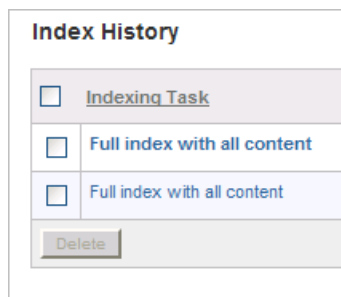 Index History
Indexing Task
Full index with all content
Full index with all content
Delete